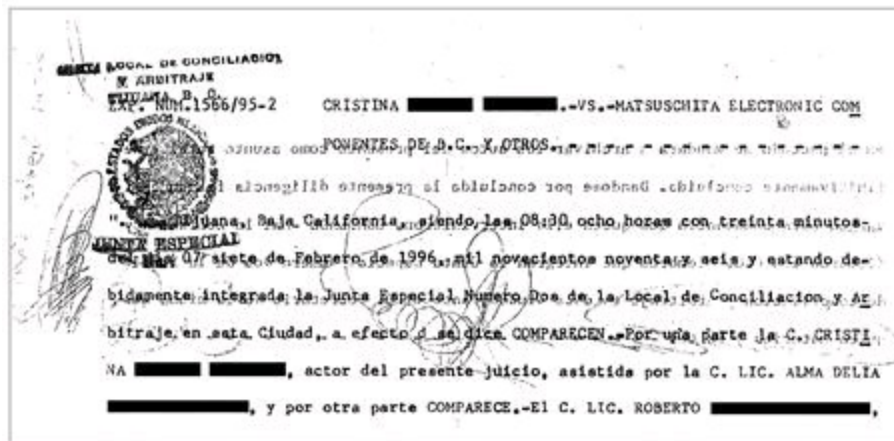 JUNTA LOCAL DE CONCILIACION
Y ARBITRAJE
TIJUANA B. C.
EXP. NUM.1566/95-2 CRISTINA .-VS.-MATSUSCHITA ELECTRONIC COM
PONENTES DE B.C. Y OTROS.
ESTADOS UNIDOS
". Tijuana, Baja California, siendo las 08:30 ocho horas con treinta minutos-
JUNTA ESPECIAL
del dia 07 siete de Febrero de 1996, mil novecientos noventa y seis y estando de-
bidamente integrada la Junta Especial Numero Dos de la Local de Conciliacion y Ar
bitraje en esta Ciudad, a efecto d se dice COMPARECEN.-Por una parte la C. CRISTI
NA , actor del presente juicio, asistida por la C. LIC. ALMA DELIA
, y por otra parte COMPARECE.-El C. LIC. ROBERTO ,